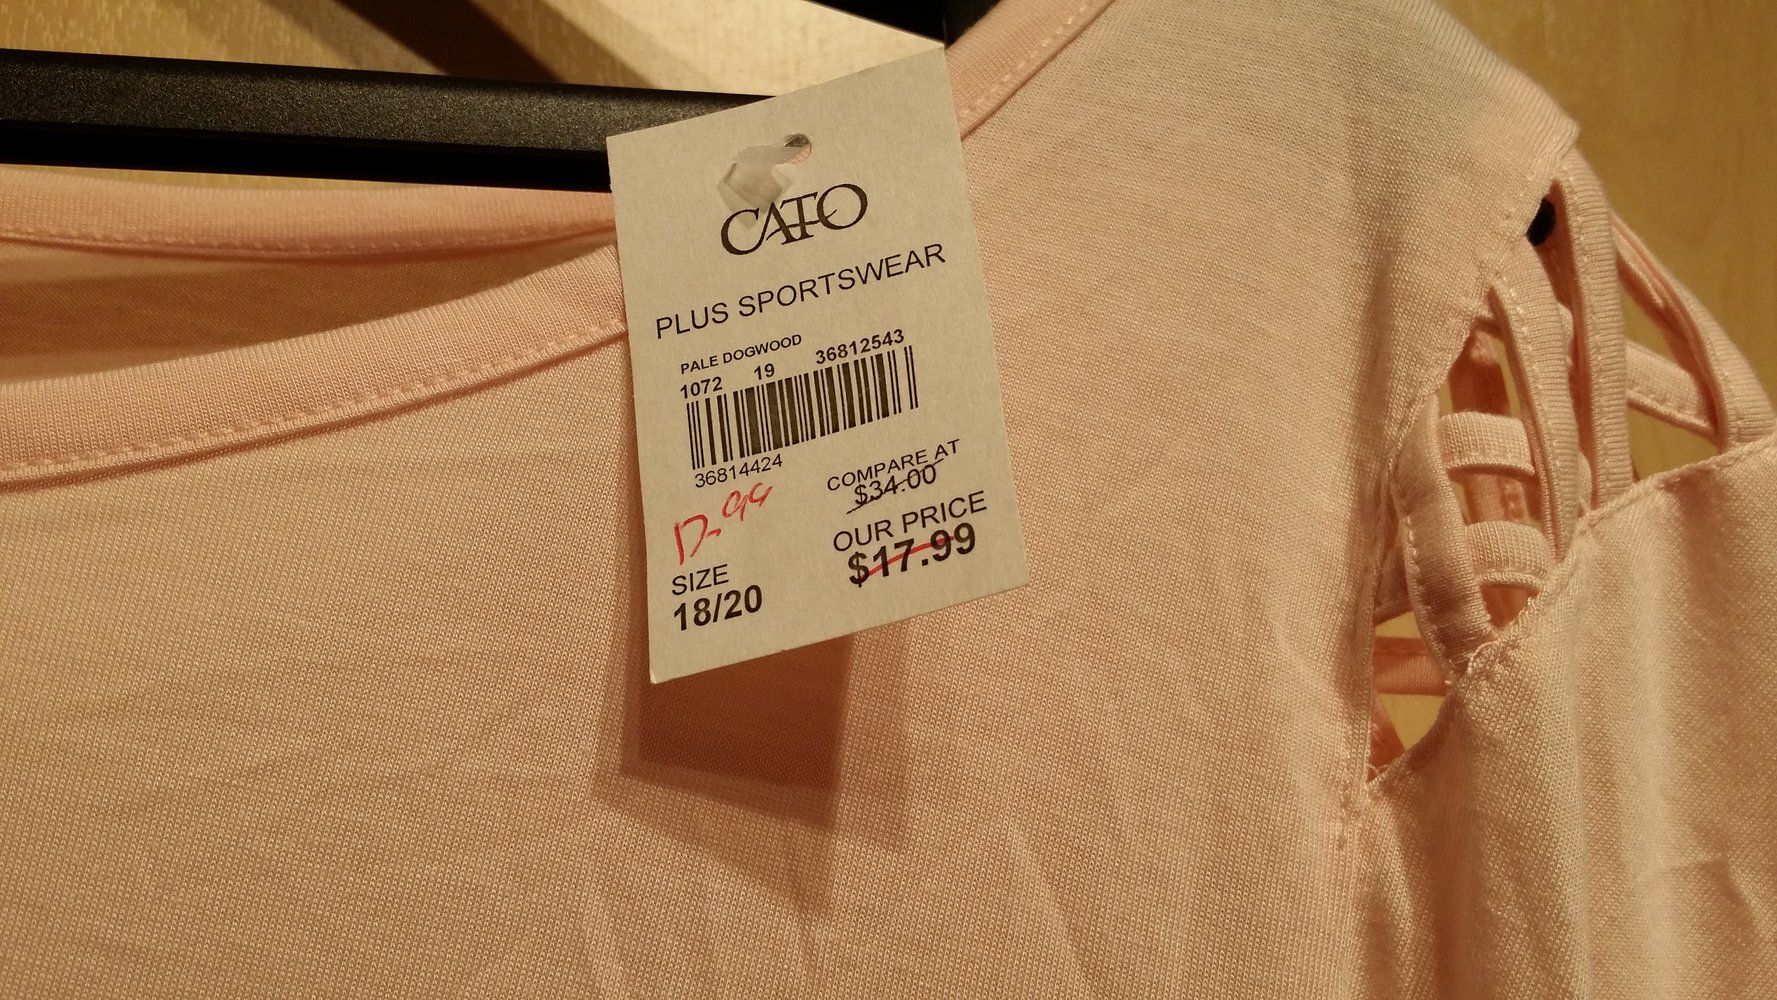 CATO
PLUS SPORTSWEAR
PALE DOGWOOD
1072 19 36812543
36814424
12.99
COMPARE AT
$34.00
OUR PRICE
$17.99
SIZE
18/20